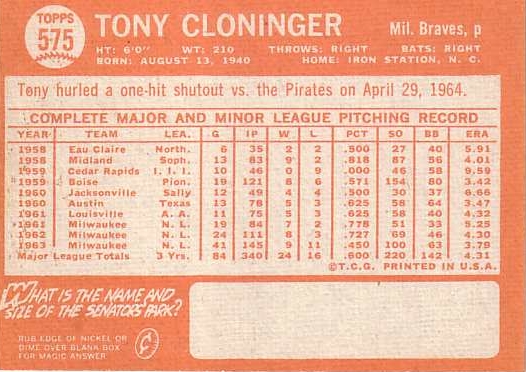 TOPPS
575
TONY CLONINGER Mil. Braves, p
HT: 6'0" WT: 210 THROWS: RIGHT BATS: RIGHT
BORN: AUGUST 13, 1940 HOME: IRON STATION, N. C.
Tony hurled a one-hit shutout vs. the Pirates on April 29, 1964.
COMPLETE MAJOR AND MINOR LEAGUE PITCHING RECORD
YEAR TEAM LEA. G IP W L PCT SO BB ERA
1958 Eau Claire North. 6 35 2 2 .500 27 40 5.91
1958 Midland Soph. 13 83 9 2 .818 87 56 4.01
1959 Cedar Rapids I. I. I. 10 46 0 9 .000 46 58 9.59
1959 Boise Pion. 19 121 8 6 .571 154 80 3.42
1960 Jacksonville Sally 12 49 4 4 .500 30 37 6.66
1960 Austin Texas 13 78 5 3 .625 58 64 3.47
1961 Louisville A. A. 11 75 5 3 .625 58 40 4.32
1961 Milwaukee N. L. 19 84 7 2 .778 51 33 5.25
1962 Milwaukee N. L. 24 111 8 3 .727 69 46 4.30
1963 Milwaukee N. L. 41 145 9 11 .450 100 63 3.79
Major League Totals 3 Yrs. 84 340 24 16 .600 220 142 4.31
©T.C.G. PRINTED IN U.S.A.
WHAT IS THE NAME AND
SIZE OF THE SENATORS PARK?
RUB EDGE OF NICKEL OR
DIME OVER BLANK BOX
FOR MAGIC ANSWER
¢